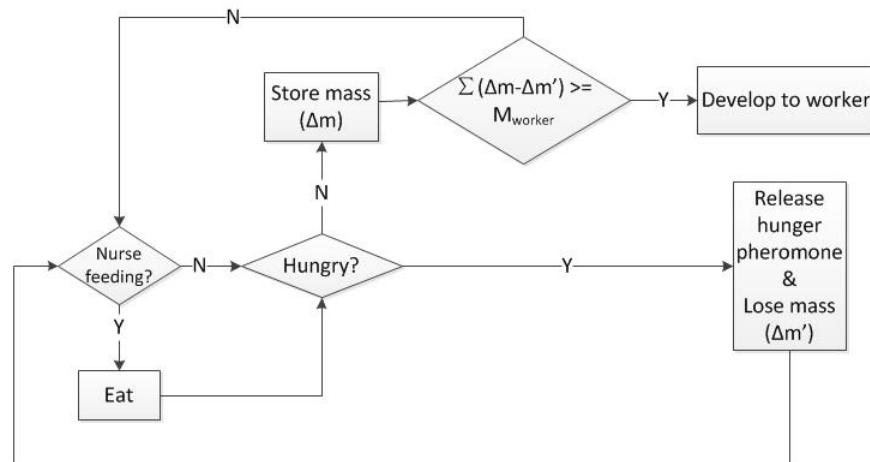 N
Store mass
(Δm)
∑(Δm-Δm’) >=
Mworker
Y
Develop to worker
N
Release
hunger
pheromone
&
Lose mass
(Δm’)
Nurse
feeding?
N
Hungry?
Y
Y
Eat